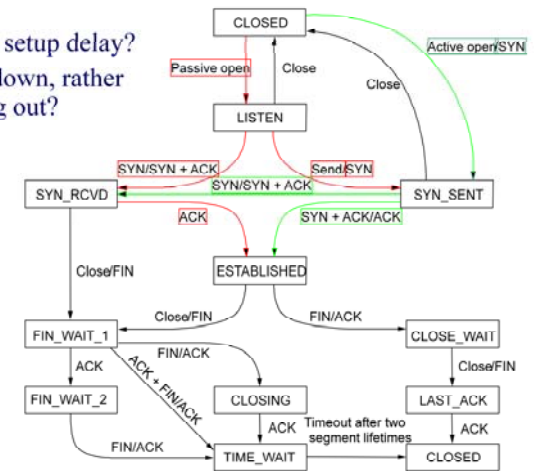 CLOSED
setup delay?
Active open/SYN
Passive open
Close
down, rather
Close
g out?
LISTEN
SYN/SYN + ACK
Send/SYN
SYN/SYN + ACK
SYN_RCVD
SYN_SENT
ACK
SYN + ACK/ACK
ESTABLISHED
Close/FIN
Close/FIN
FIN/ACK
FIN_WAIT_1
CLOSE_WAIT
FIN/ACK
ACK
ACK + FIN/ACK
Close/FIN
FIN_WAIT_2
CLOSING
LAST_ACK
ACK
Timeout after two
segment lifetimes
ACK
FIN/ACK
TIME_WAIT
CLOSED